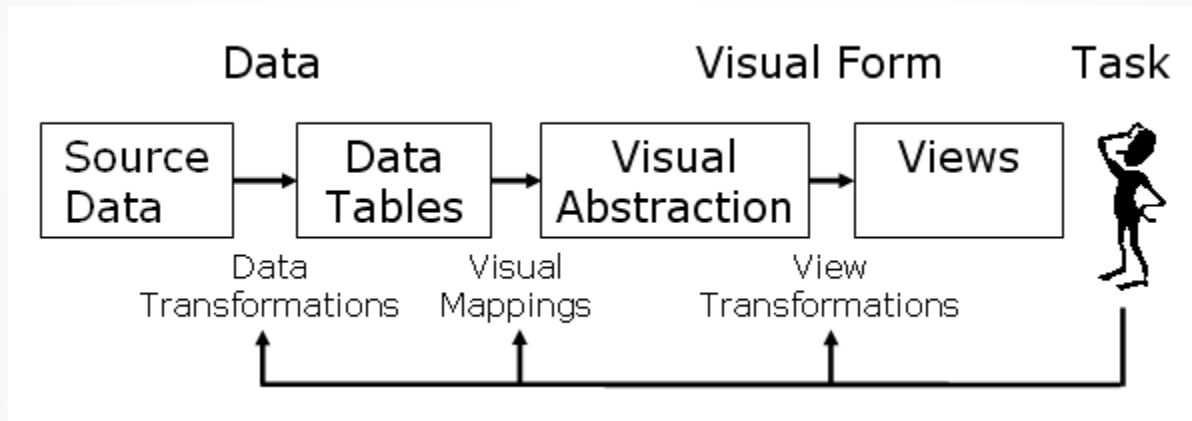 Data
Visual Form
Task
Source
Data
Data
Tables
Visual
Abstraction
Views
Data
Transformations
Visual
Mappings
View
Transformations